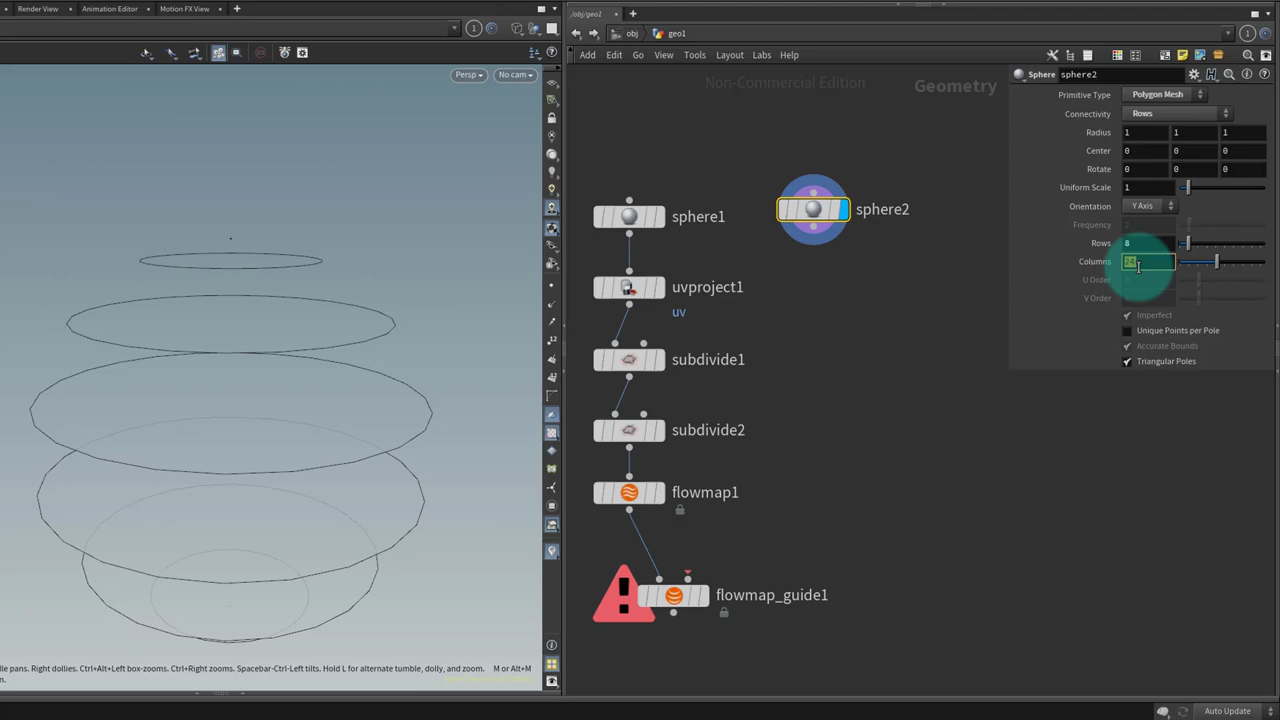 Render View
Animation Editor
Motion FX View
/obj/geo1
obj
geo1
Add Edit Go View Tools Layout Labs Help
Persp
No cam
Non-Commercial Edition
Geometry
sphere1
sphere2
uvproject1
uv
subdivide1
subdivide2
flowmap1
flowmap_guide1
Sphere sphere2
Primitive Type Polygon Mesh
Connectivity Rows
Radius 1 1 1
Center 0 0 0
Rotate 0 0 0
Uniform Scale 1
Orientation Y Axis
Frequency 2
Rows 8
Columns 24
U Order
V Order
Imperfect
Unique Points per Pole
Accurate Bounds
Triangular Poles
dle pans. Right dollies. Ctrl+Alt+Left box-zooms. Ctrl+Right zooms. Spacebar-Ctrl-Left tilts. Hold L for alternate tumble, dolly, and zoom. M or Alt+M
n.
Auto Update